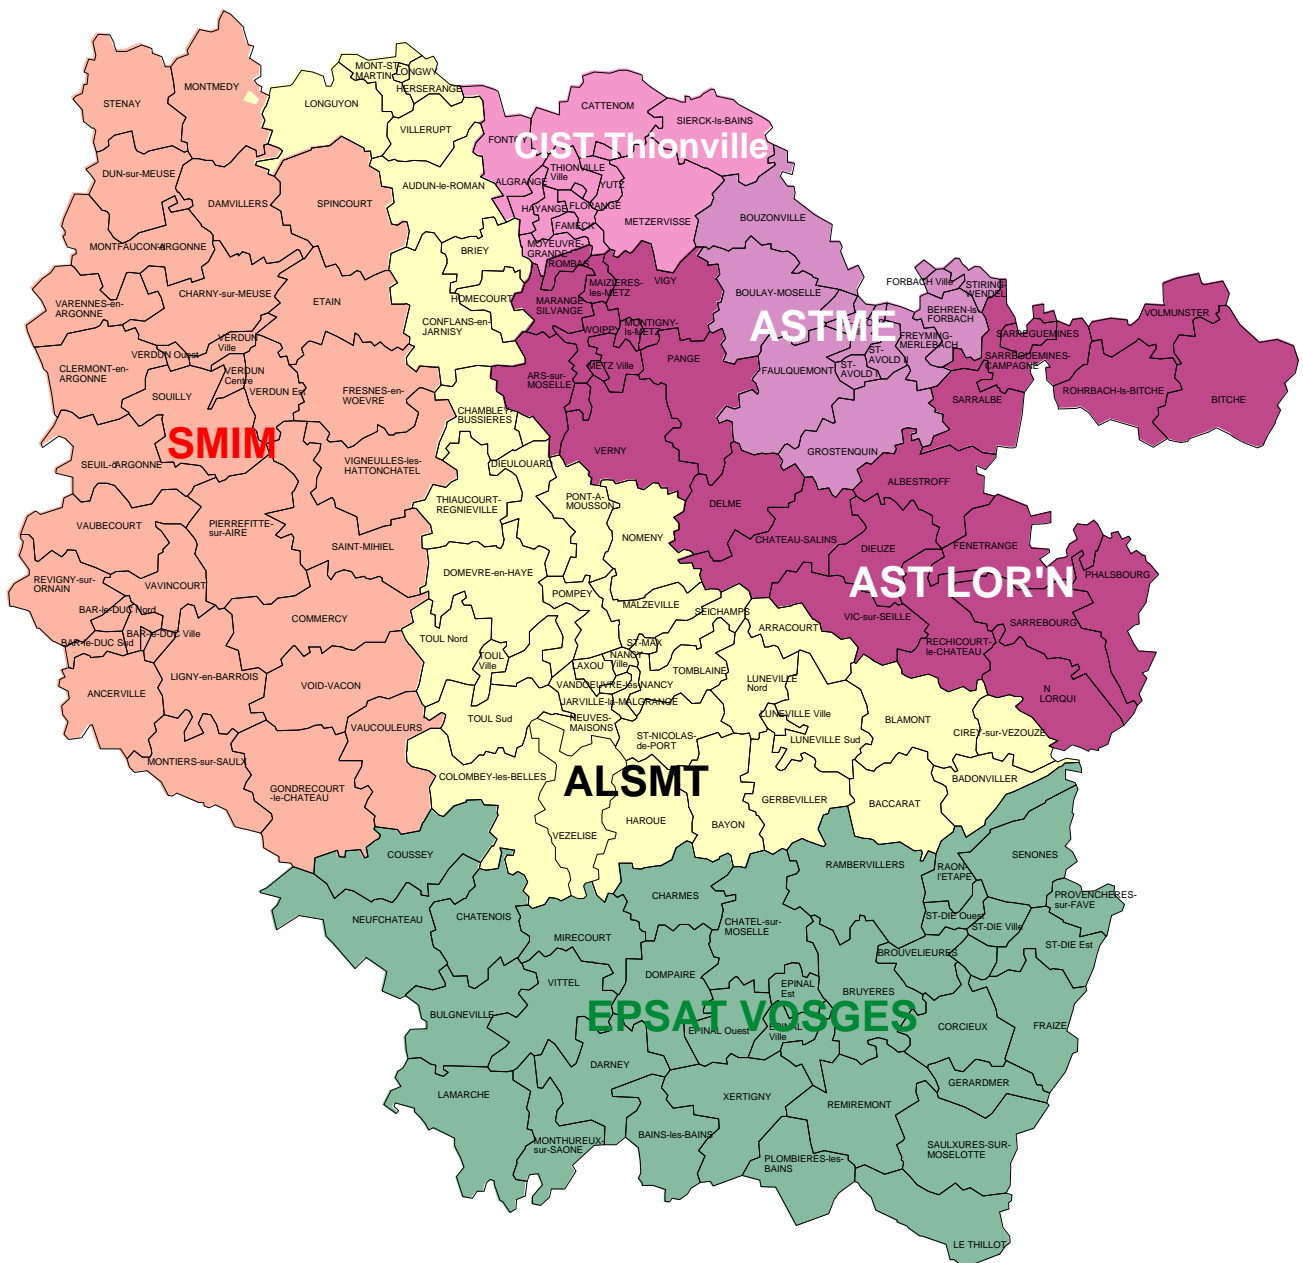 MONT-ST-
MARTIN
LONGWY
MONTMEDY
HERSERANGE
STENAY
LONGUYON
CATTENOM
SIERCK-ls-BAINS
VILLERUPT
CIST Thionville
DUN-sur-MEUSE
THIONVILLE
Ville
ALGRANGE
YUTZ
AUDUN-le-ROMAN
DAMVILLERS
SPINCOURT
HAYANGE
FLORANGE
BOUZONVILLE
FAMECK
METZERVISSE
MOYEUVRE-
GRANDE
BRIEY
ROMBAS
FORBACH Ville
STIRING-
WENDEL
MAIZIERES-
les-METZ
VIGY
BOULAY-MOSELLE
CHARNY-sur-MEUSE
ETAIN
HOMECOURT
MARANGE
SILVANGE
VARENNES-en-
ARGONNE
BEHREN-ls-
FORBACH
VOLMUNSTER
CONFLANS-en-
JARNISY
WOIPPY
MONTIGNY-
ls-METZ
ASTME
FREYMING-
MERLEBACH
SARREGUEMINES
VERDUN
Ville
VERDUN Ouest
METZ Ville
PANGE
ST-
AVOLD II
SARREGUEMINES-
CAMPAGNE
CLERMONT-en-
ARGONNE
VERDUN
Centre
ARS-sur-
MOSELLE
FAULQUEMONT
ST-
AVOLD I
SOUILLY
VERDUN Est
FRESNES-en-
WOEVRE
ROHRBACH-ls-BITCHE
BITCHE
SARRALBE
CHAMBLEY-
BUSSIERES
SMIM
VERNY
GROSTENQUIN
VIGNEULLES-les-
HATTONCHATEL
DIEULOUARD
ALBESTROFF
THIAUCOURT-
REGNIEVILLE
PONT-A-
MOUSSON
DELME
VAUBECOURT
PIERREFITTE-
sur-AIRE
NOMENY
CHATEAU-SALINS
SAINT-MIHIEL
DIEUZE
FENETRANGE
DOMEVRE-en-HAYE
PHALSBOURG
REVIGNY-sur-
ORNAIN
VAVINCOURT
AST LOR'N
POMPEY
MALZEVILLE
BAR-le-DUC Nord
SEICHAMPS
COMMERCY
VIC-sur-SEILLE
SARREBOURG
ARRACOURT
BAR-le-DUC Ville
BAR-le-DUC Sud
TOUL Nord
ST-MAX
RECHICOURT-
le-CHATEAU
TOUL
Ville
NANCY
Ville
LAXOU
TOMBLAINE
LIGNY-en-BARROIS
VOID-VACON
VANDOEUVRE-les-NANCY
LUNEVILLE
Nord
ANCERVILLE
JARVILLE-la-MALGRANGE
N
LORQUI
VAUCOULEURS
TOUL Sud
NEUVES-
MAISONS
LUNEVILLE Ville
BLAMONT
CIREY-sur-VEZOUZE
ST-NICOLAS-
de-PORT
LUNEVILLE Sud
MONTIERS-sur-SAULX
COLOMBEY-les-BELLES
ALSMT
BADONVILLER
GONDRECOURT
-le-CHATEAU
GERBEVILLER
BACCARAT
HAROUE
BAYON
VEZELISE
COUSSEY
SENONES
RAMBERVILLERS
RAON-
l'ETAPE
CHARMES
PROVENCHERES-
sur-FAVE
NEUFCHATEAU
CHATENOIS
ST-DIE Ouest
CHATEL-sur-
MOSELLE
ST-DIE Ville
MIRECOURT
ST-DIE Est
BROUVELIEURES
DOMPAIRE
VITTEL
EPINAL
Est
BRUYERES
BULGNEVILLE
EPSAT VOSGES
EPINAL Ouest
EPINAL
Ville
CORCIEUX
FRAIZE
DARNEY
GERARDMER
LAMARCHE
XERTIGNY
REMIREMONT
BAINS-les-BAINS
MONTHUREUX-
sur-SAONE
SAULXURES-SUR-
MOSELOTTE
PLOMBIERES-les-
BAINS
LE THILLOT